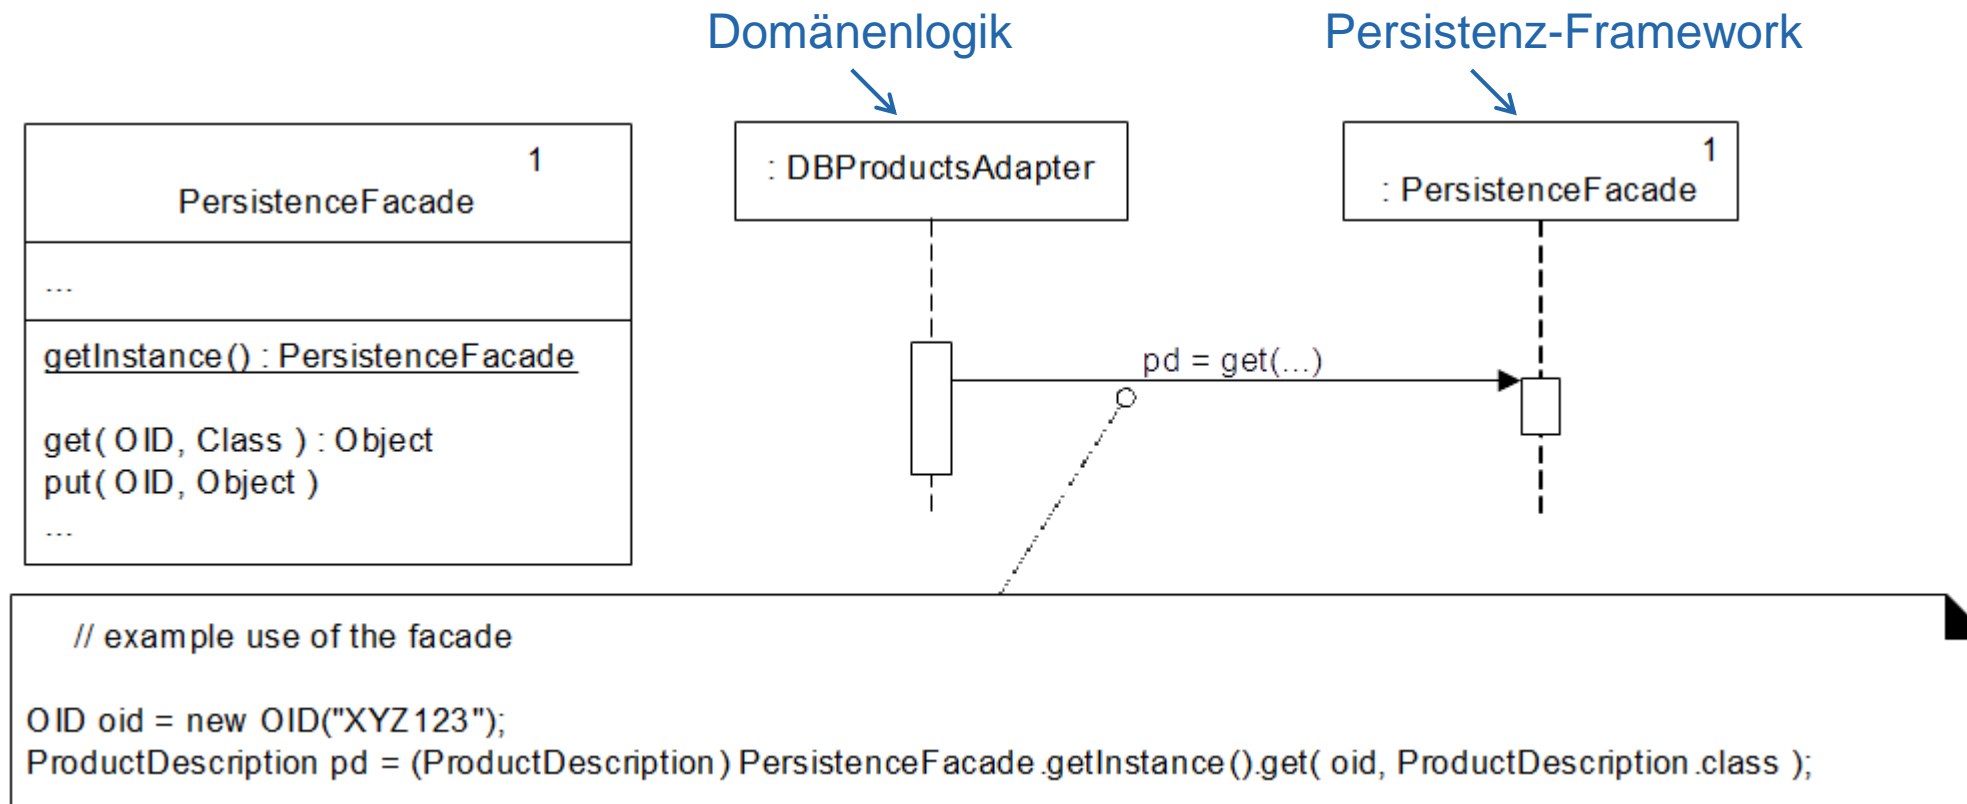 Domänenlogik
Persistenz-Framework
1
PersistenceFacade
...
getInstance() : PersistenceFacade
get( OID, Class ) : Object
put( OID, Object )
...
: DBProductsAdapter
1
: PersistenceFacade
pd = get(...)
// example use of the facade
OID oid = new OID("XYZ123");
ProductDescription pd = (ProductDescription) PersistenceFacade.getInstance().get( oid, ProductDescription.class );